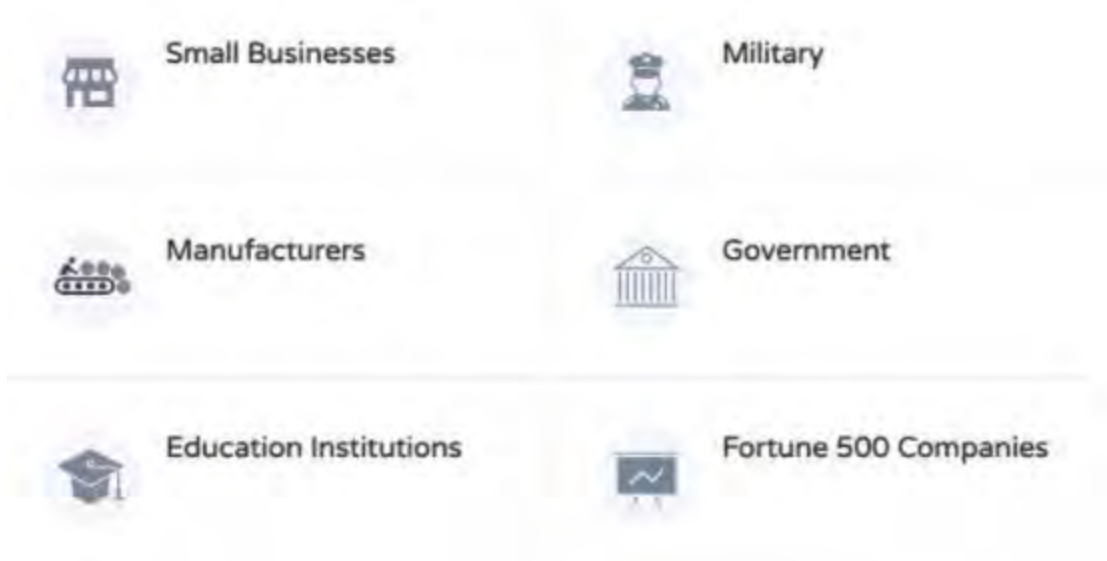 Small Businesses
Military
Manufacturers
Government
Education Institutions
Fortune 500 Companies